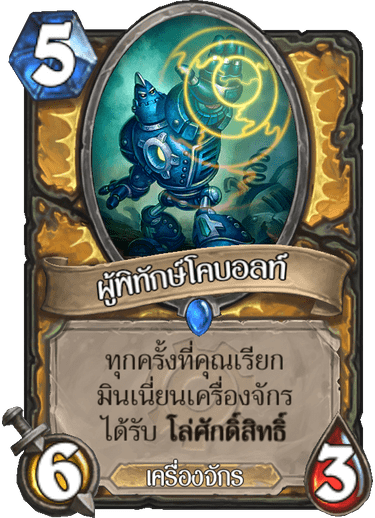 5
ผู้พิทักษ์โคบอลท์
ทุกครั้งที่คุณเรียก
มินเนี่ยนเครื่องจักร
ได้รับ โล่ศักดิ์สิทธิ์
6
เครื่องจักร
3